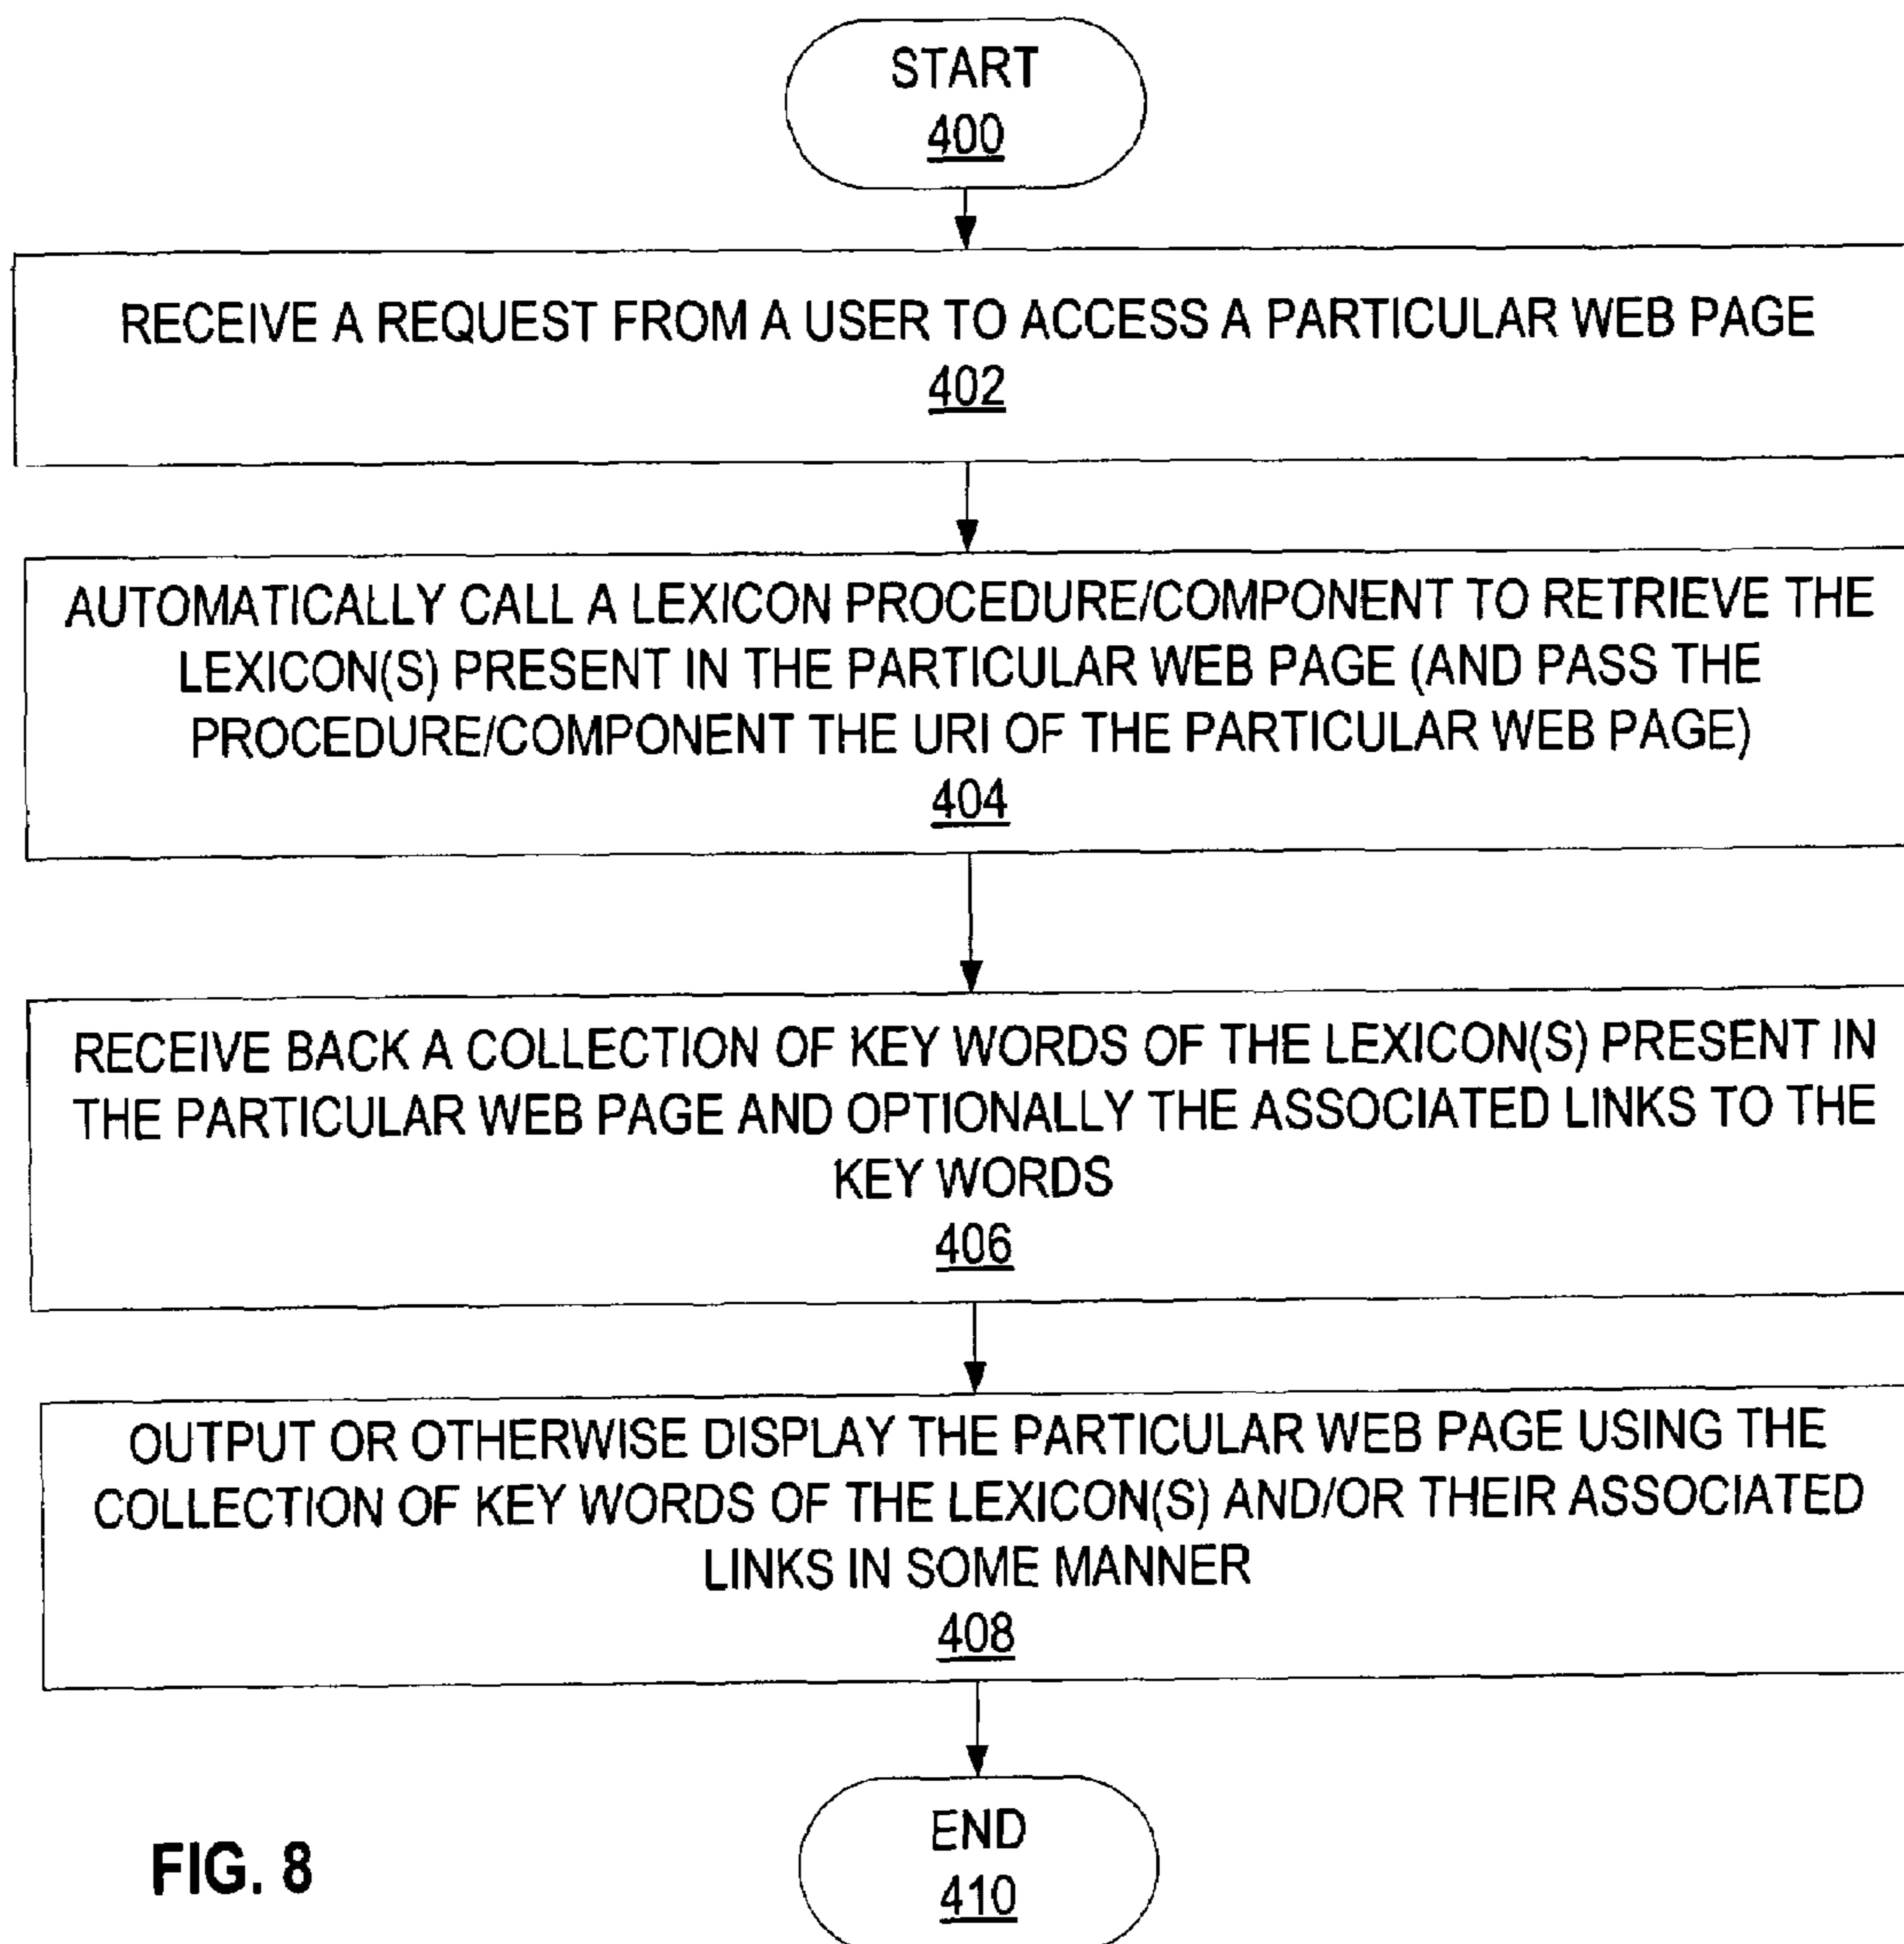 START
400
RECEIVE A REQUEST FROM A USER TO ACCESS A PARTICULAR WEB PAGE
402
AUTOMATICALLY CALL A LEXICON PROCEDURE/COMPONENT TO RETRIEVE THE
LEXICON(S) PRESENT IN THE PARTICULAR WEB PAGE (AND PASS THE
PROCEDURE/COMPONENT THE URI OF THE PARTICULAR WEB PAGE)
404
RECEIVE BACK A COLLECTION OF KEY WORDS OF THE LEXICON(S) PRESENT IN
THE PARTICULAR WEB PAGE AND OPTIONALLY THE ASSOCIATED LINKS TO THE
KEY WORDS
406
OUTPUT OR OTHERWISE DISPLAY THE PARTICULAR WEB PAGE USING THE
COLLECTION OF KEY WORDS OF THE LEXICON(S) AND/OR THEIR ASSOCIATED
LINKS IN SOME MANNER
408
END
410
FIG. 8